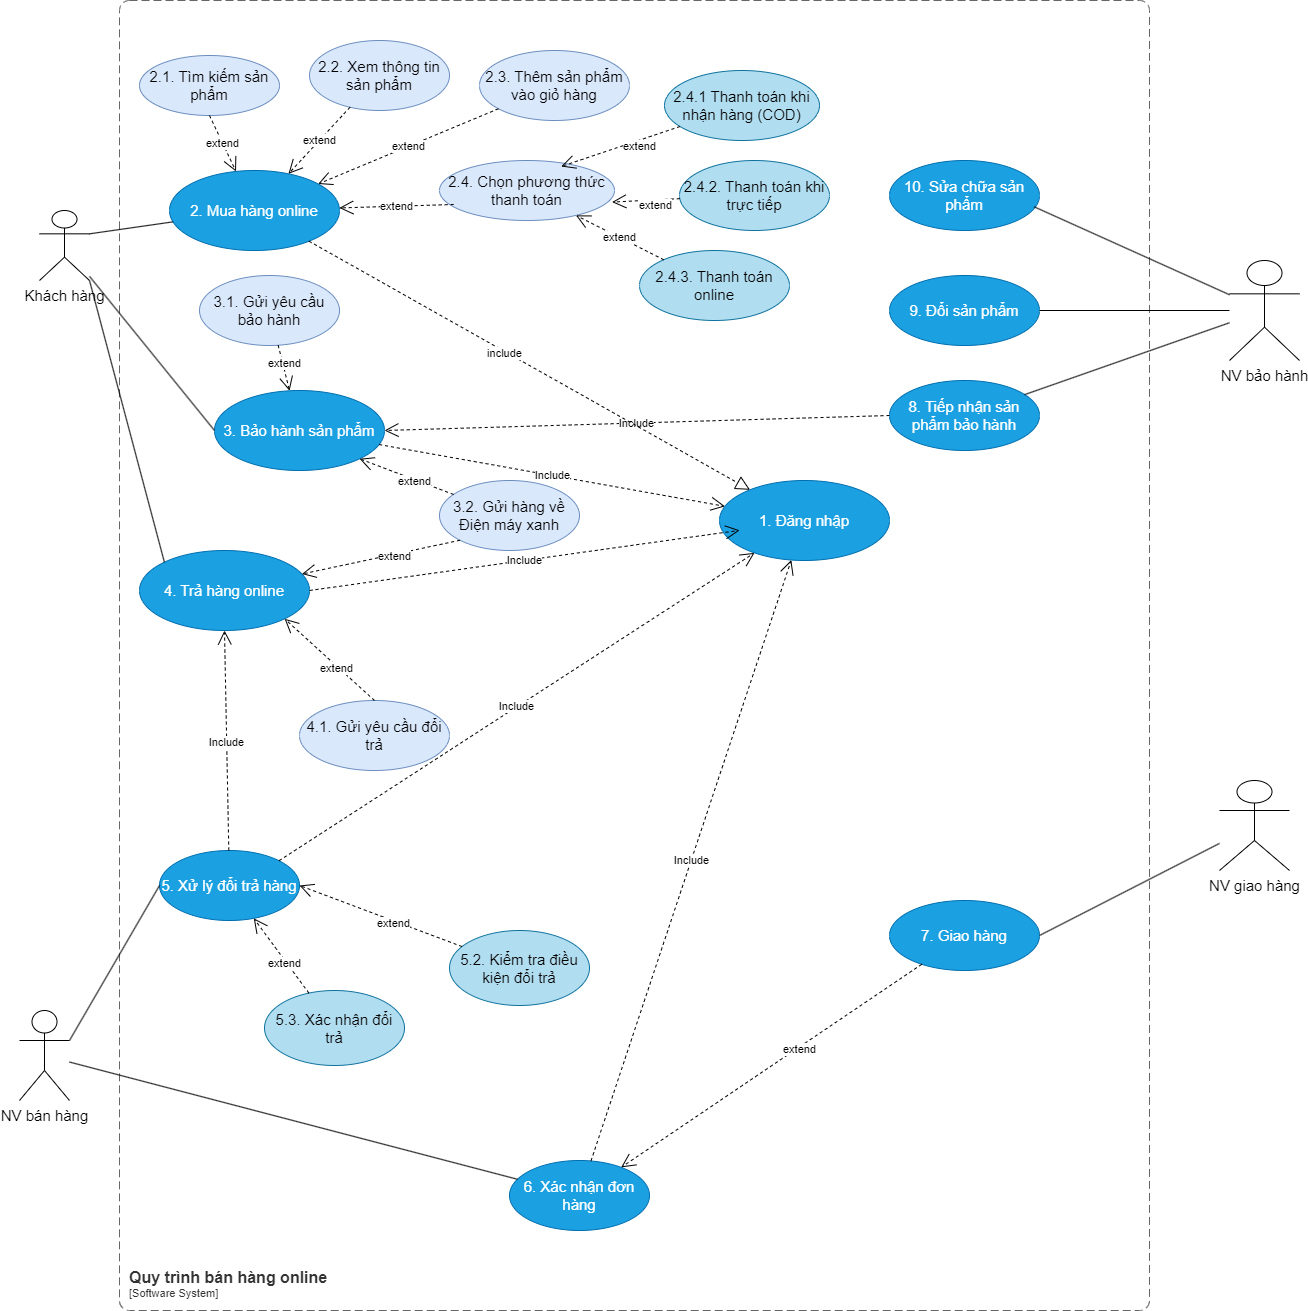 2.1. Tìm kiếm sản
phẩm
2.2. Xem thông tin
sản phẩm
2.3. Thêm sản phẩm
vào giỏ hàng
2.4.1 Thanh toán khi
nhận hàng (COD)
extend
extend
extend
extend
2. Mua hàng online
extend
2.4. Chọn phương thức
thanh toán
extend
2.4.2. Thanh toán khi
trực tiếp
extend
2.4.3. Thanh toán
online
10. Sửa chữa sản
phẩm
Khách hàng
3.1. Gửi yêu cầu
bảo hành
9. Đổi sản phẩm
NV bảo hành
include
extend
3. Bảo hành sản phẩm
Include
8. Tiếp nhận sản
phẩm bảo hành
extend
Include
3.2. Gửi hàng về
Điện máy xanh
1. Đăng nhập
extend
Include
4. Trả hàng online
extend
Include
4.1. Gửi yêu cầu đổi
trả
Include
Include
5. Xử lý đổi trả hàng
NV giao hàng
extend
7. Giao hàng
extend
5.2. Kiểm tra điều
kiện đổi trả
5.3. Xác nhận đổi
trả
extend
NV bán hàng
6. Xác nhận đơn
hàng
Quy trình bán hàng online
[Software System]